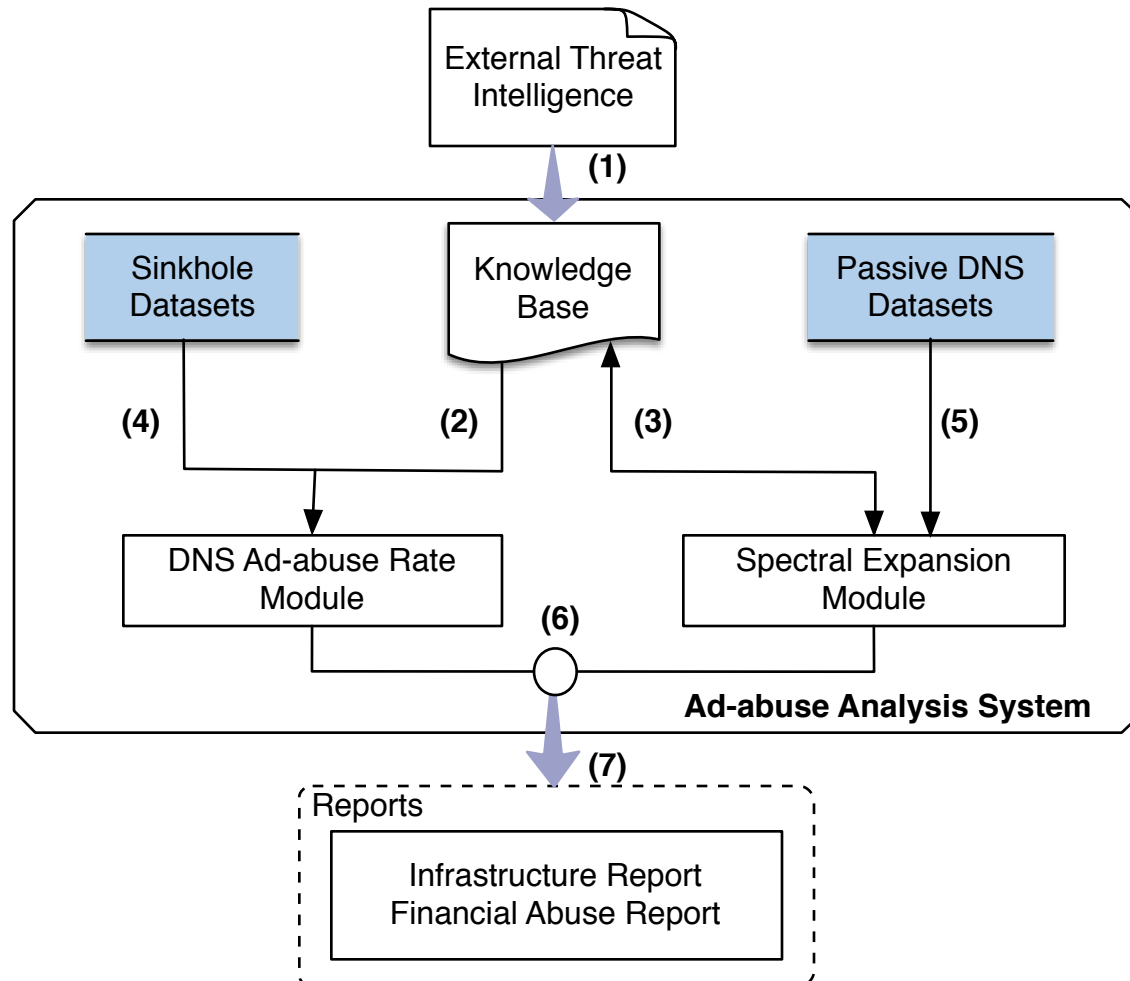 External Threat
Intelligence
(1)
Sinkhole
Datasets
Knowledge
Base
Passive DNS
Datasets
(4)
(2)
(3)
(5)
DNS Ad-abuse Rate
Module
Spectral Expansion
Module
(6)
Ad-abuse Analysis System
(7)
Reports
Infrastructure Report
Financial Abuse Report